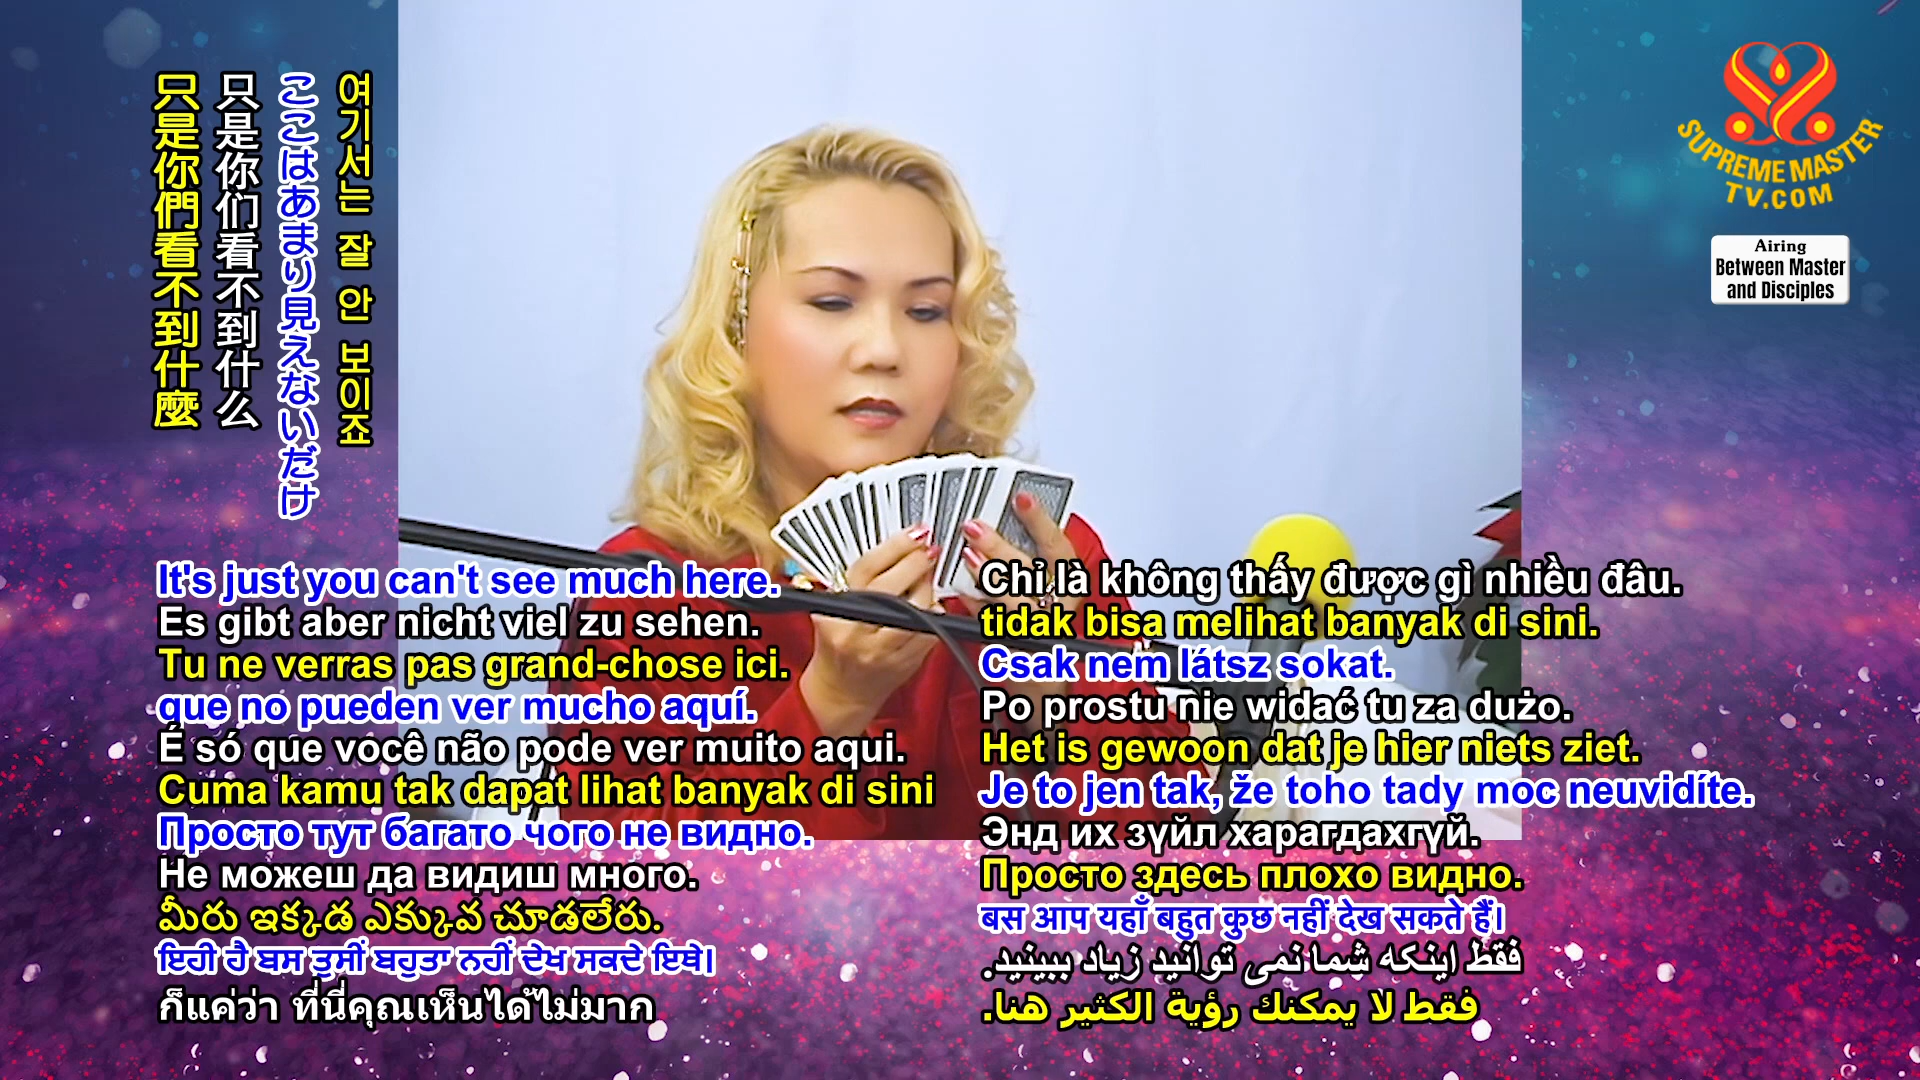 只是你們看不到什麼
只是你们看不到什么
ここはあまり見えないだけ
여기서는 잘 안 보이죠
SUPREME MASTER
TV.COM
Airing
Between Master
and Disciples
It's just you can't see much here.
Es gibt aber nicht viel zu sehen.
Tu ne verras pas grand-chose ici.
que no pueden ver mucho aquí.
É só que você não pode ver muito aqui.
Cuma kamu tak dapat lihat banyak di sini
Просто тут багато чого не видно.
Не можеш да видиш много.
మీరు ఇక్కడ ఎక్కువ చూడలేరు.
ਇਹੀ ਹੈ ਬਸ ਤੁਸੀਂ ਬਹੁਤਾ ਨਹੀਂ ਦੇਖ ਸਕਦੇ ਇਥੇ।
ก็แค่ว่า ที่นี่คุณเห็นได้ไม่มาก
Chỉ là không thấy được gì nhiều đâu.
tidak bisa melihat banyak di sini.
Csak nem látsz sokat.
Po prostu nie widać tu za dużo.
Het is gewoon dat je hier niets ziet.
Je to jen tak, že toho tady moc neuvidíte.
Энд их зүйл харагдахгүй.
Просто здесь плохо видно.
बस आप यहाँ बहुत कुछ नहीं देख सकते हैं।
فقط اینکه شما نمی توانید زیاد ببینید.
فقط لا يمكنك رؤية الكثير هنا.